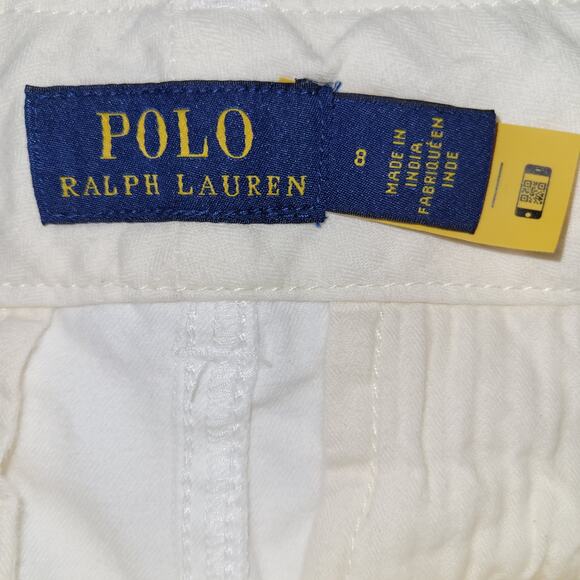 POLO
RALPH LAUREN
8
MADE IN
INDIA
FABRIQUÉ EN
INDE